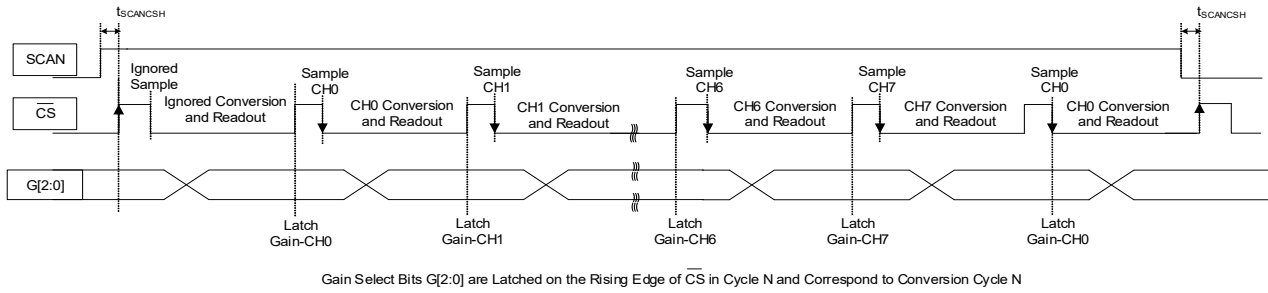 tSCANCSH
tSCANCSH
SCAN
Ignored
Sample
Sample
CH0
Sample
CH1
Sample
CH6
Sample
CH7
Sample
CH0
CS
Ignored Conversion
and Readout
CH0 Conversion
and Readout
CH1 Conversion
and Readout
CH6 Conversion
and Readout
CH7 Conversion
and Readout
CH0 Conversion
and Readout
G[2:0]
Latch
Gain-CH0
Latch
Gain-CH1
Latch
Gain-CH6
Latch
Gain-CH7
Latch
Gain-CH0
Gain Select Bits G[2:0] are Latched on the Rising Edge of CS in Cycle N and Correspond to Conversion Cycle N